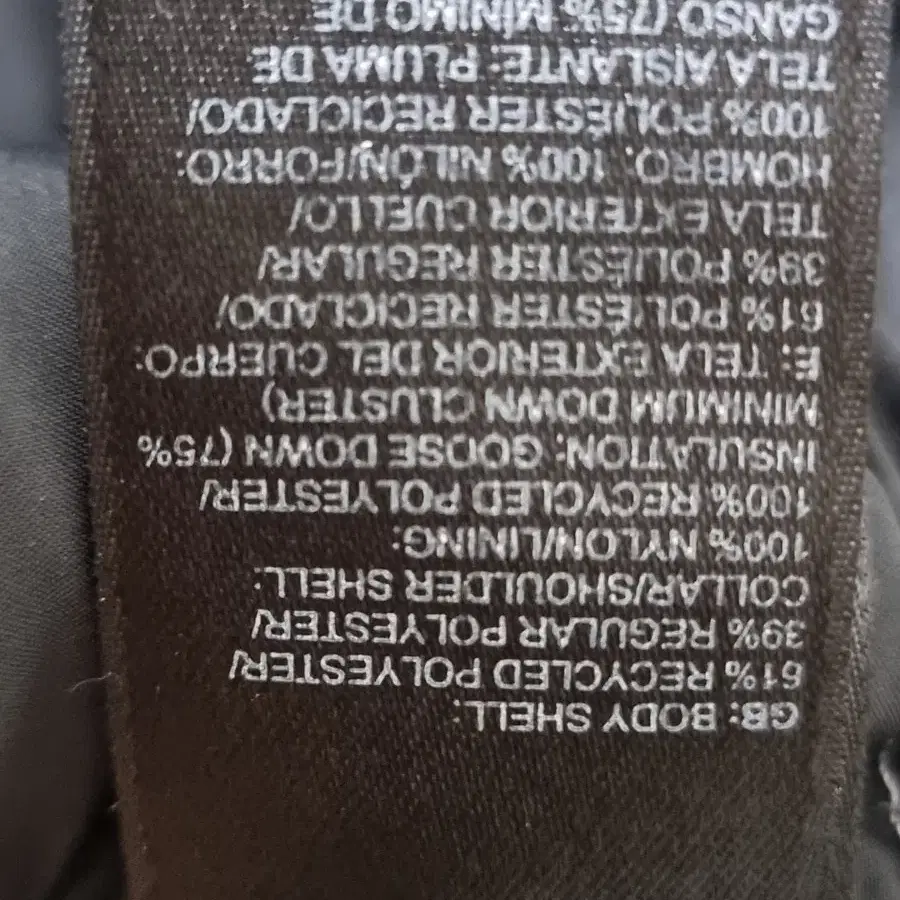 GB: BODY SHELL:
61% RECYCLED POLYESTER/
39% REGULAR POLYESTER/
COLLAR/SHOULDER SHELL:
100% NYLON/LINING:
100% RECYCLED POLYESTER/
INSULATION: GOOSE DOWN (75%
MINIMUM DOWN CLUSTER)
E: TELA EXTERIOR DEL CUERPO:
61% POLIÉSTER RECICLADO/
39% POLIÉSTER REGULAR/
TELA EXTERIOR CUELLO/
HOMBRO: 100% NILÓN/FORRO:
100% POLIÉSTER RECICLADO/
TELA AISLANTE: PLUMA DE
GANSO (75% MÍNIMO DE